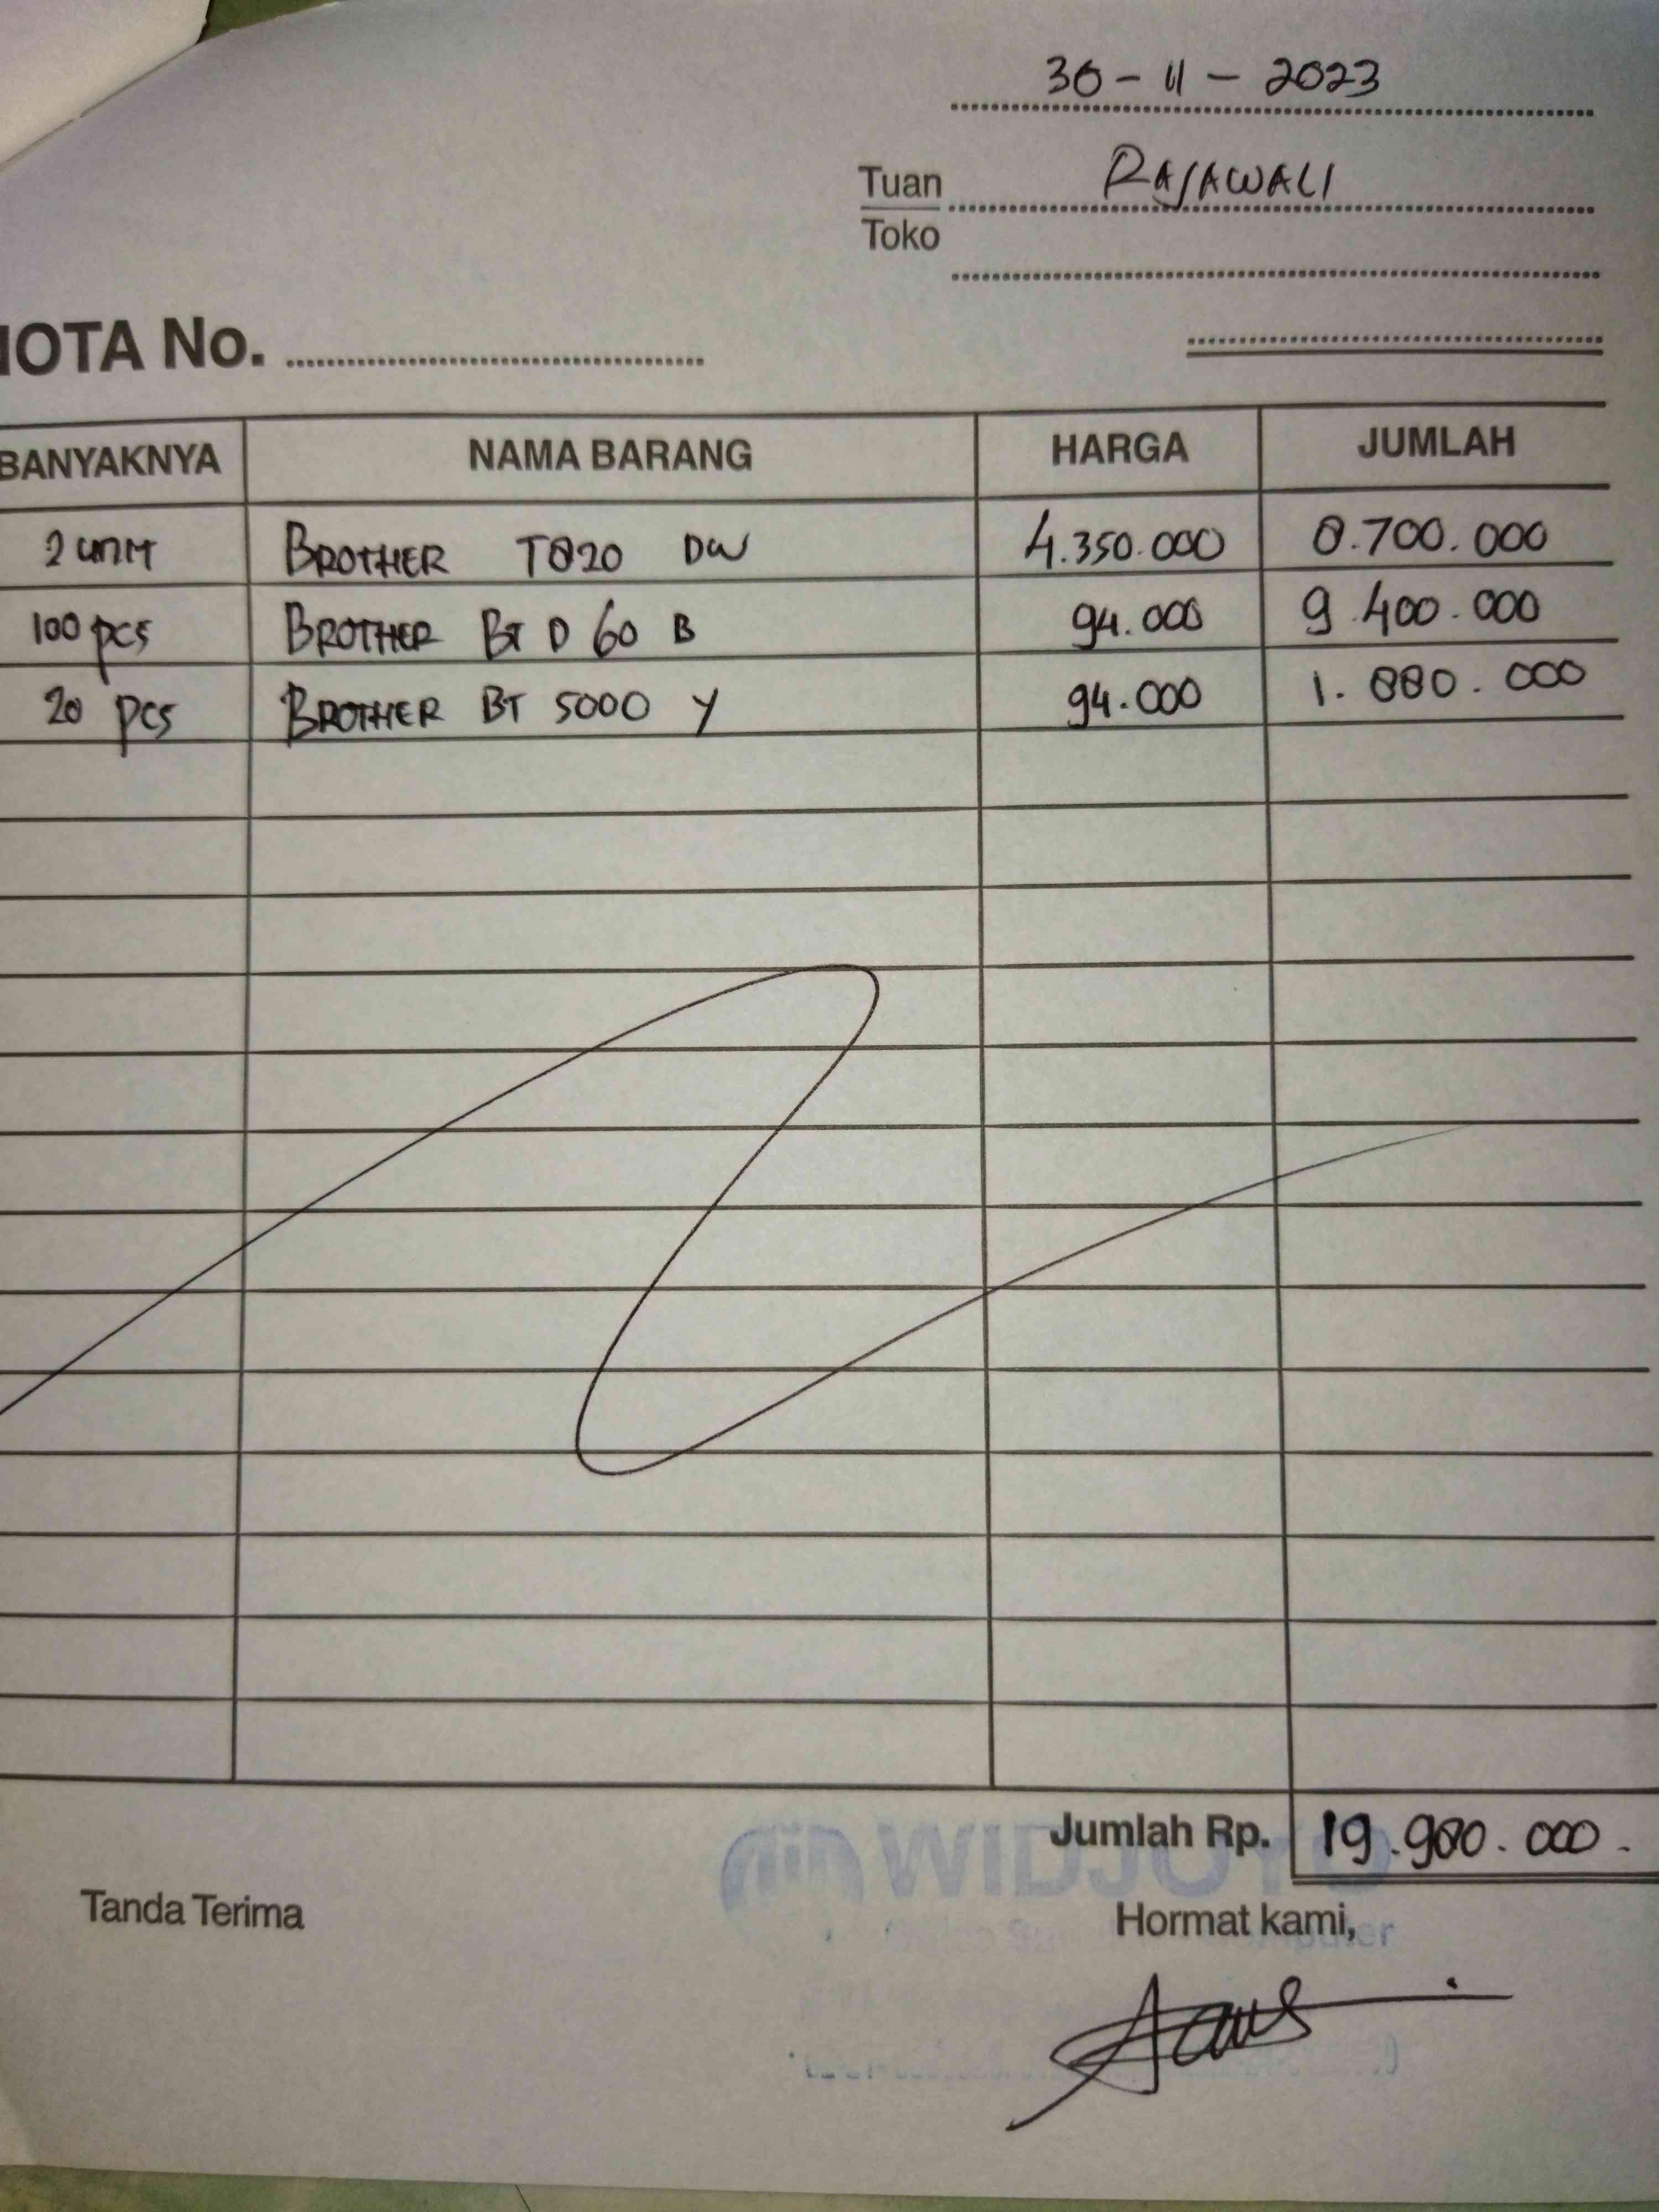 30 - 11 - 2023
Tuan RAJAWALI
Toko
NOTA No.
BANYAKNYA NAMA BARANG HARGA JUMLAH
2 unit BROTHER T820 DW 4.350.000 8.700.000
100 pcs BROTHER BT D 60 B 94.000 9.400.000
20 pcs BROTHER BT 5000 Y 94.000 1.880.000
Jumlah Rp. 19.980.000.
WIDJOYO
Tanda Terima Hormat kami,